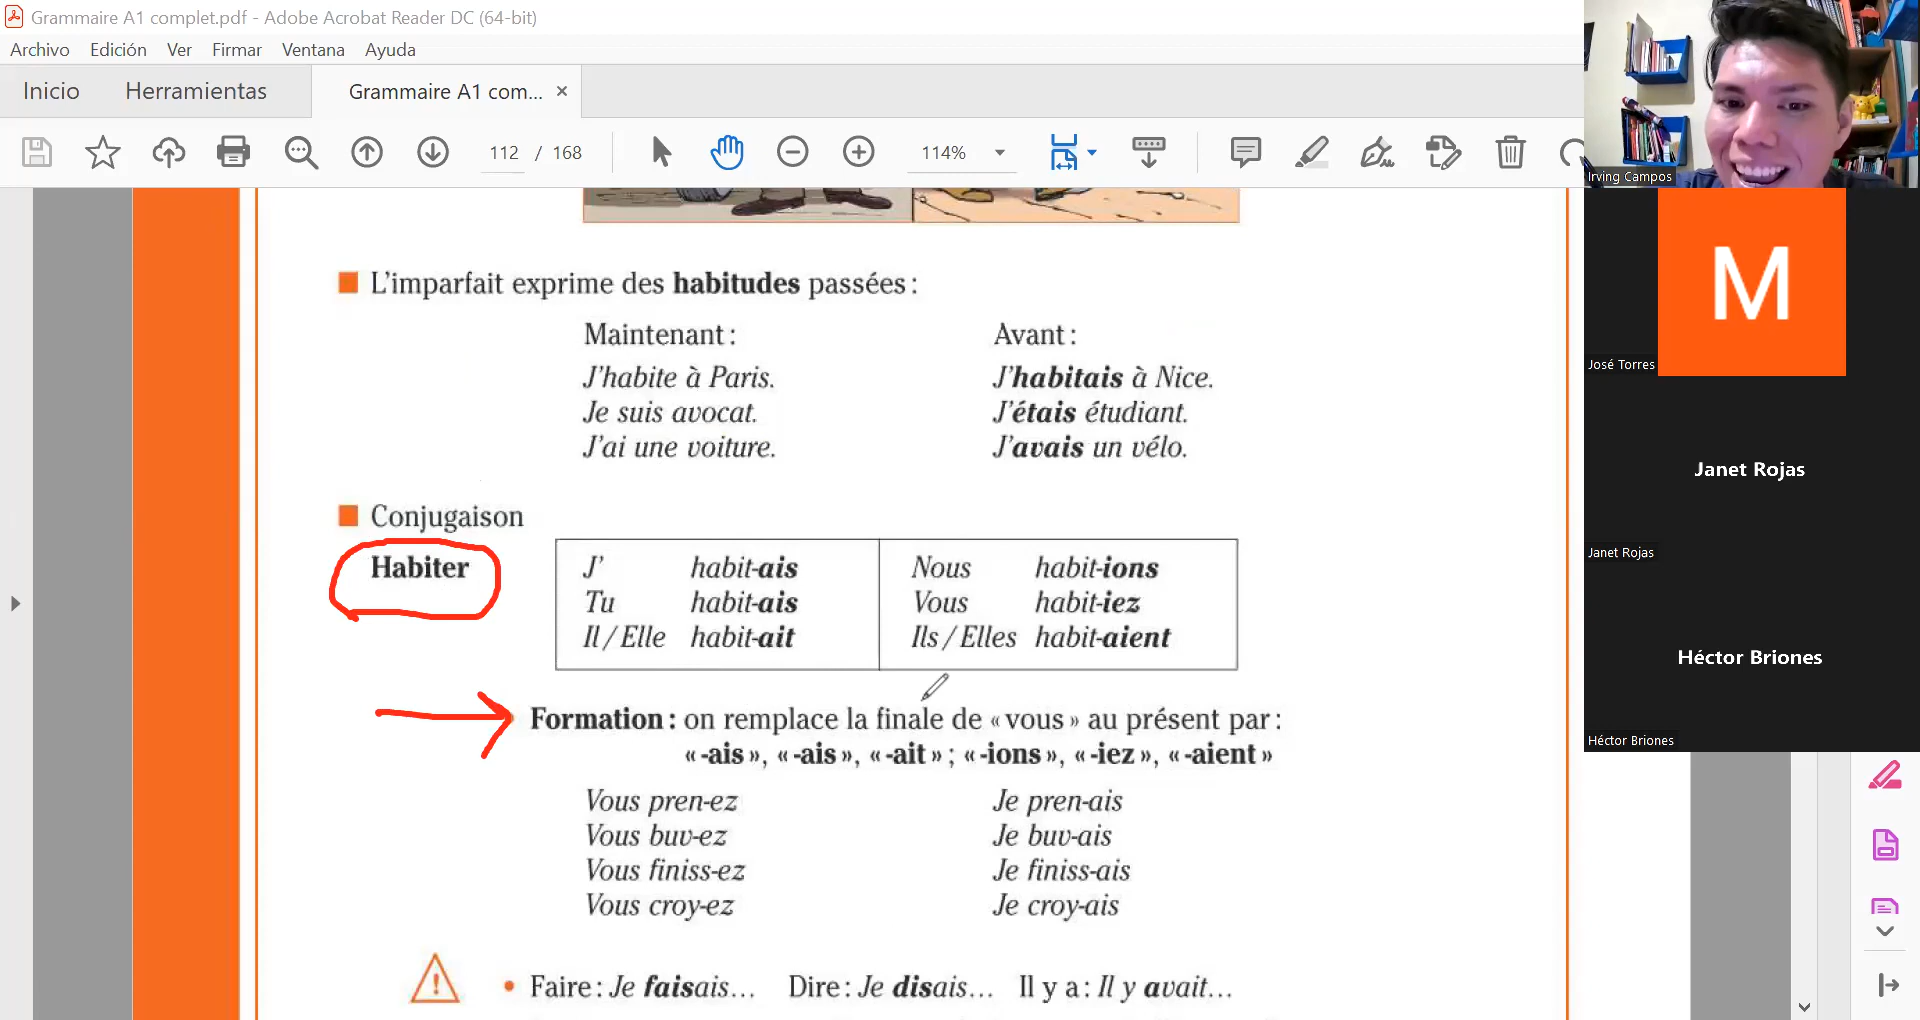 Grammaire A1 complet.pdf - Adobe Acrobat Reader DC (64-bit)
Archivo Edición Ver Firmar Ventana Ayuda
Inicio Herramientas Grammaire A1 com... ×
112 / 168 114%
Irving Campos
M
José Torres
Janet Rojas
Janet Rojas
Héctor Briones
Héctor Briones
L'imparfait exprime des habitudes passées :
Maintenant : Avant :
J'habite à Paris. J'habitais à Nice.
Je suis avocat. J'étais étudiant.
J'ai une voiture. J'avais un vélo.
Conjugaison
Habiter J' habit-ais Nous habit-ions
Tu habit-ais Vous habit-iez
Il / Elle habit-ait Ils / Elles habit-aient
Formation : on remplace la finale de « vous » au présent par :
« -ais », « -ais », « -ait » ; « -ions », « -iez », « -aient »
Vous pren-ez Je pren-ais
Vous buv-ez Je buv-ais
Vous finiss-ez Je finiss-ais
Vous croy-ez Je croy-ais
! • Faire : Je faisais... Dire : Je disais... Il y a : Il y avait...